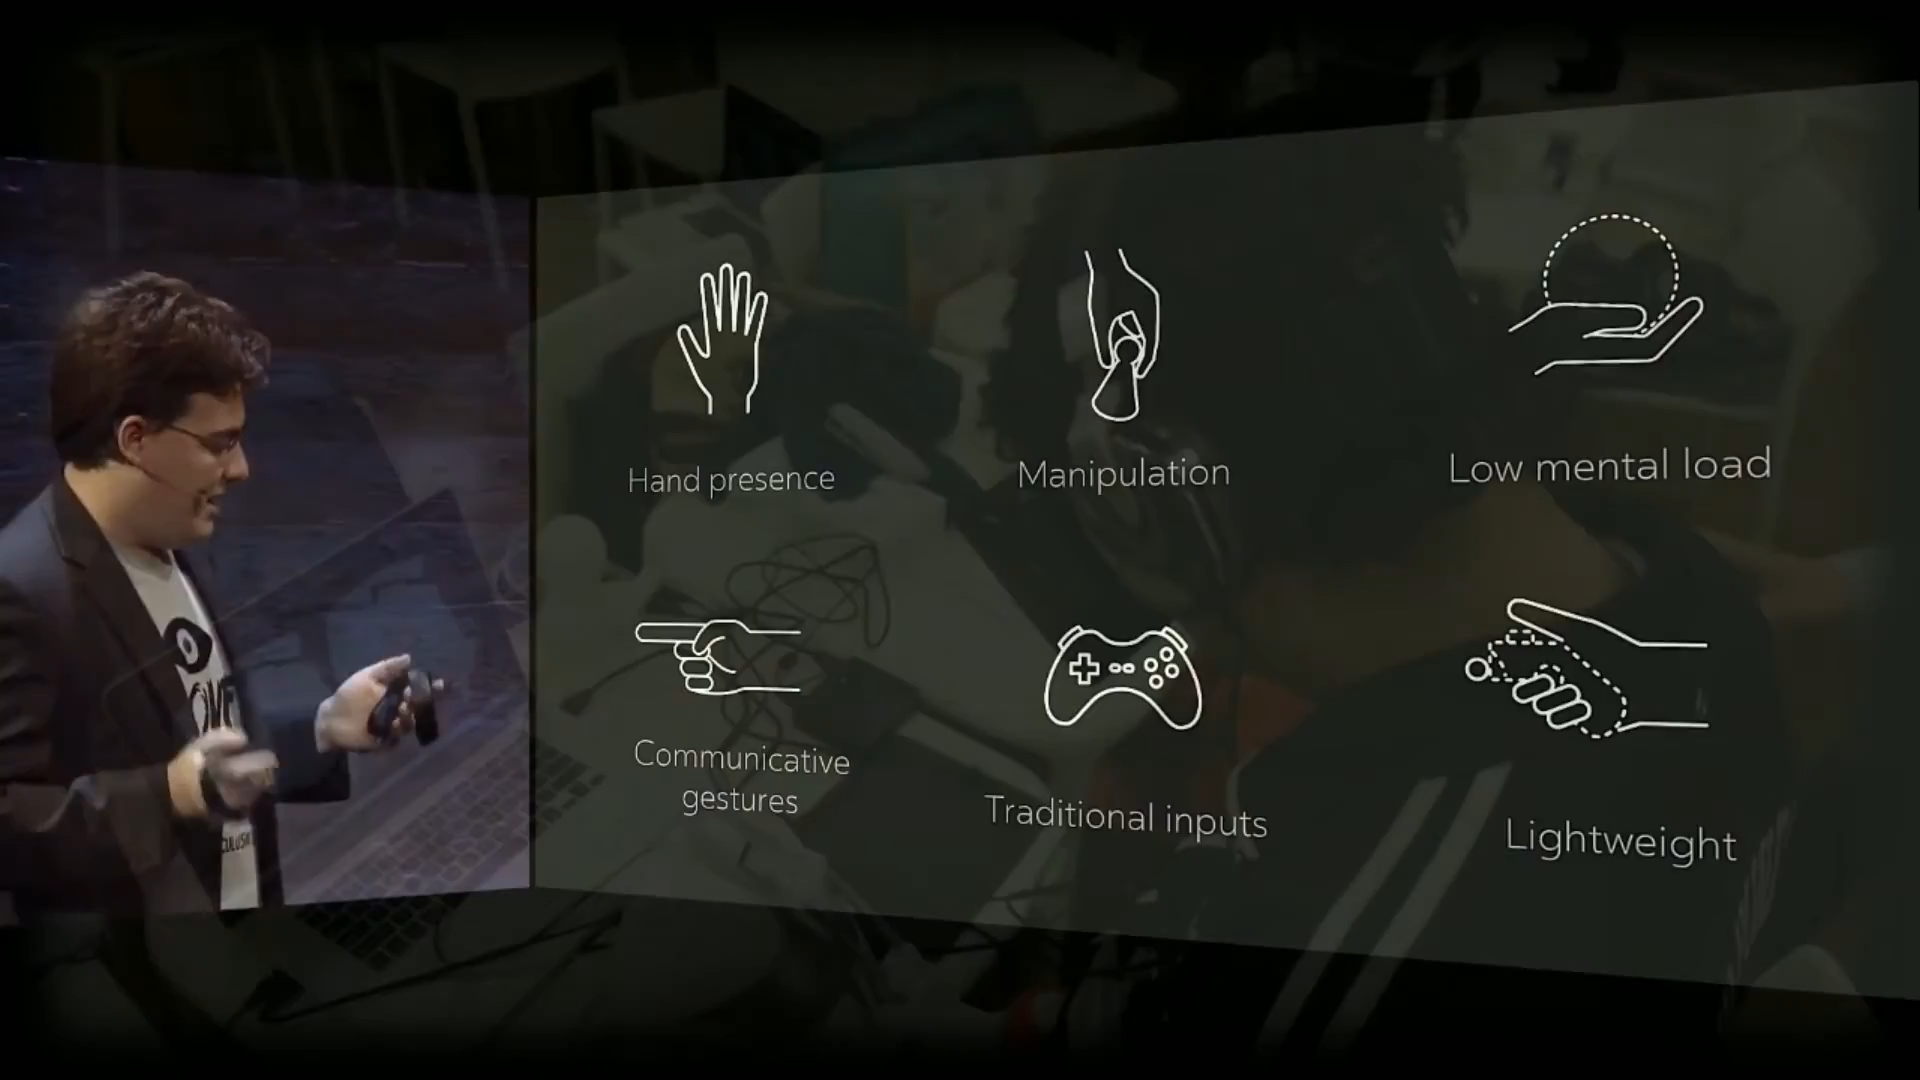 Hand presence
Manipulation
Low mental load
Communicative
gestures
Traditional inputs
Lightweight